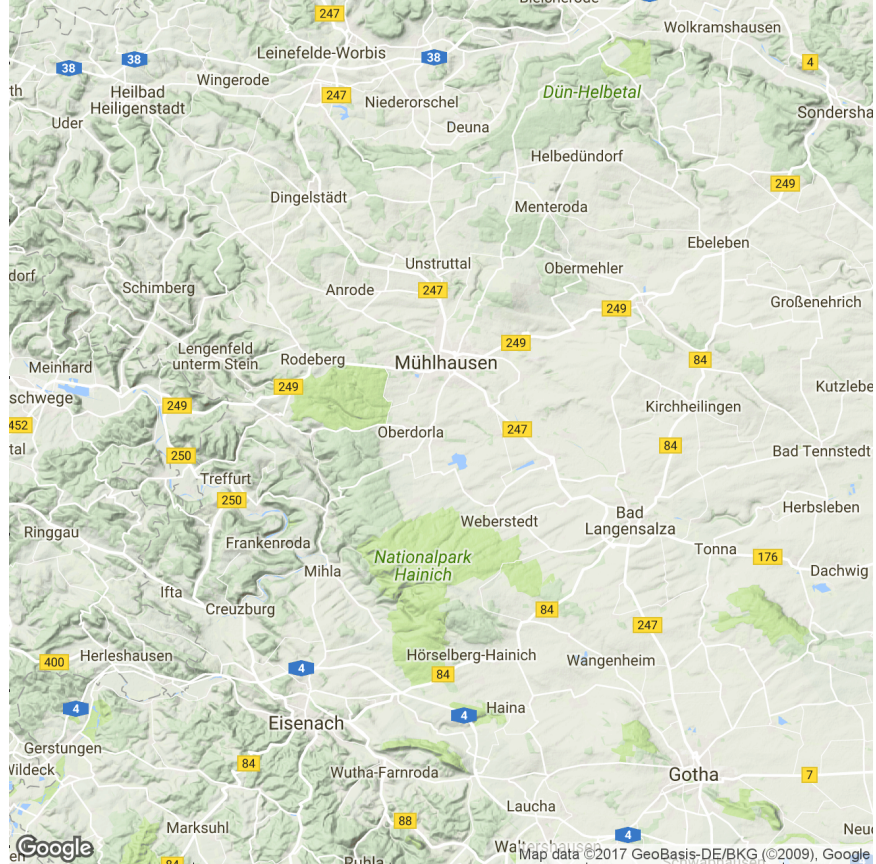 247
Wolkramshausen
Leinefelde-Worbis
38
38
38
4
Wingerode
Heilbad
Heiligenstadt
247
Niederorschel
Dün-Helbetal
Uder
Deuna
Sondersha
Helbedündorf
249
Dingelstädt
Menteroda
Ebeleben
Unstruttal
Obermehler
dorf
Schimberg
Anrode
247
249
Großenehrich
249
Lengenfeld
unterm Stein
Rodeberg
Mühlhausen
84
Meinhard
249
Kutzlebe
schwege
249
Kirchheilingen
452
247
Oberdorla
84
tal
250
Bad Tennstedt
Treffurt
250
Herbsleben
Bad
Langensalza
Weberstedt
Ringgau
Frankenroda
Nationalpark
Hainich
Tonna
176
Mihla
Dachwig
Ifta
Creuzburg
84
247
Herleshausen
400
4
Hörselberg-Hainich
Wangenheim
84
4
4
Haina
Eisenach
Gerstungen
84
Wildeck
Wutha-Farnroda
Gotha
7
Laucha
88
Marksuhl
4
Neu
Google
Map data ©2017 GeoBasis-DE/BKG (©2009), Google
84
Ruhla